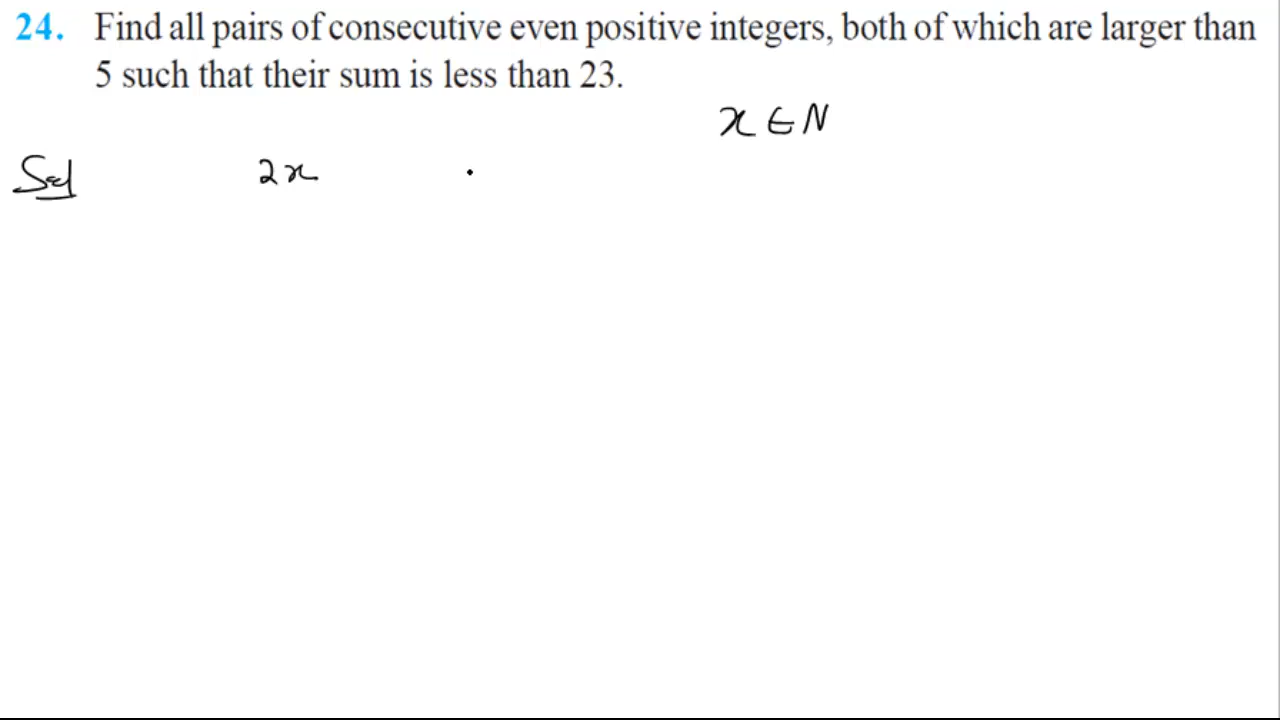 24. Find all pairs of consecutive even positive integers, both of which are larger than
5 such that their sum is less than 23.
x ∈ N
Sol 2x .